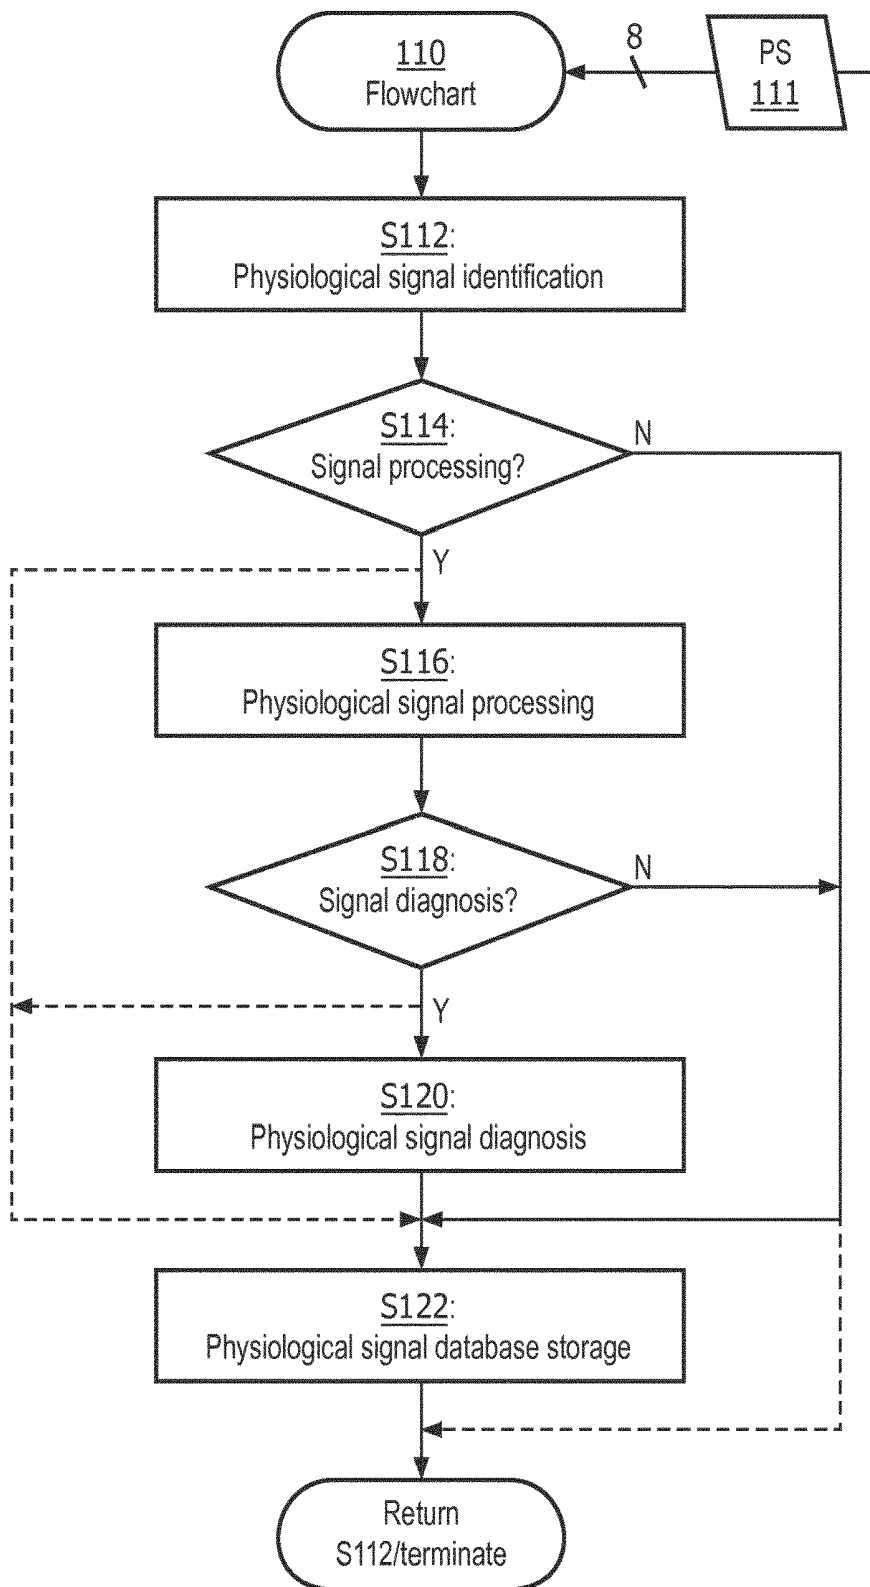 110
Flowchart
8
PS
111
S112:
Physiological signal identification
S114:
Signal processing?
N
Y
S116:
Physiological signal processing
S118:
Signal diagnosis?
N
Y
S120:
Physiological signal diagnosis
S122:
Physiological signal database storage
Return
S112/terminate